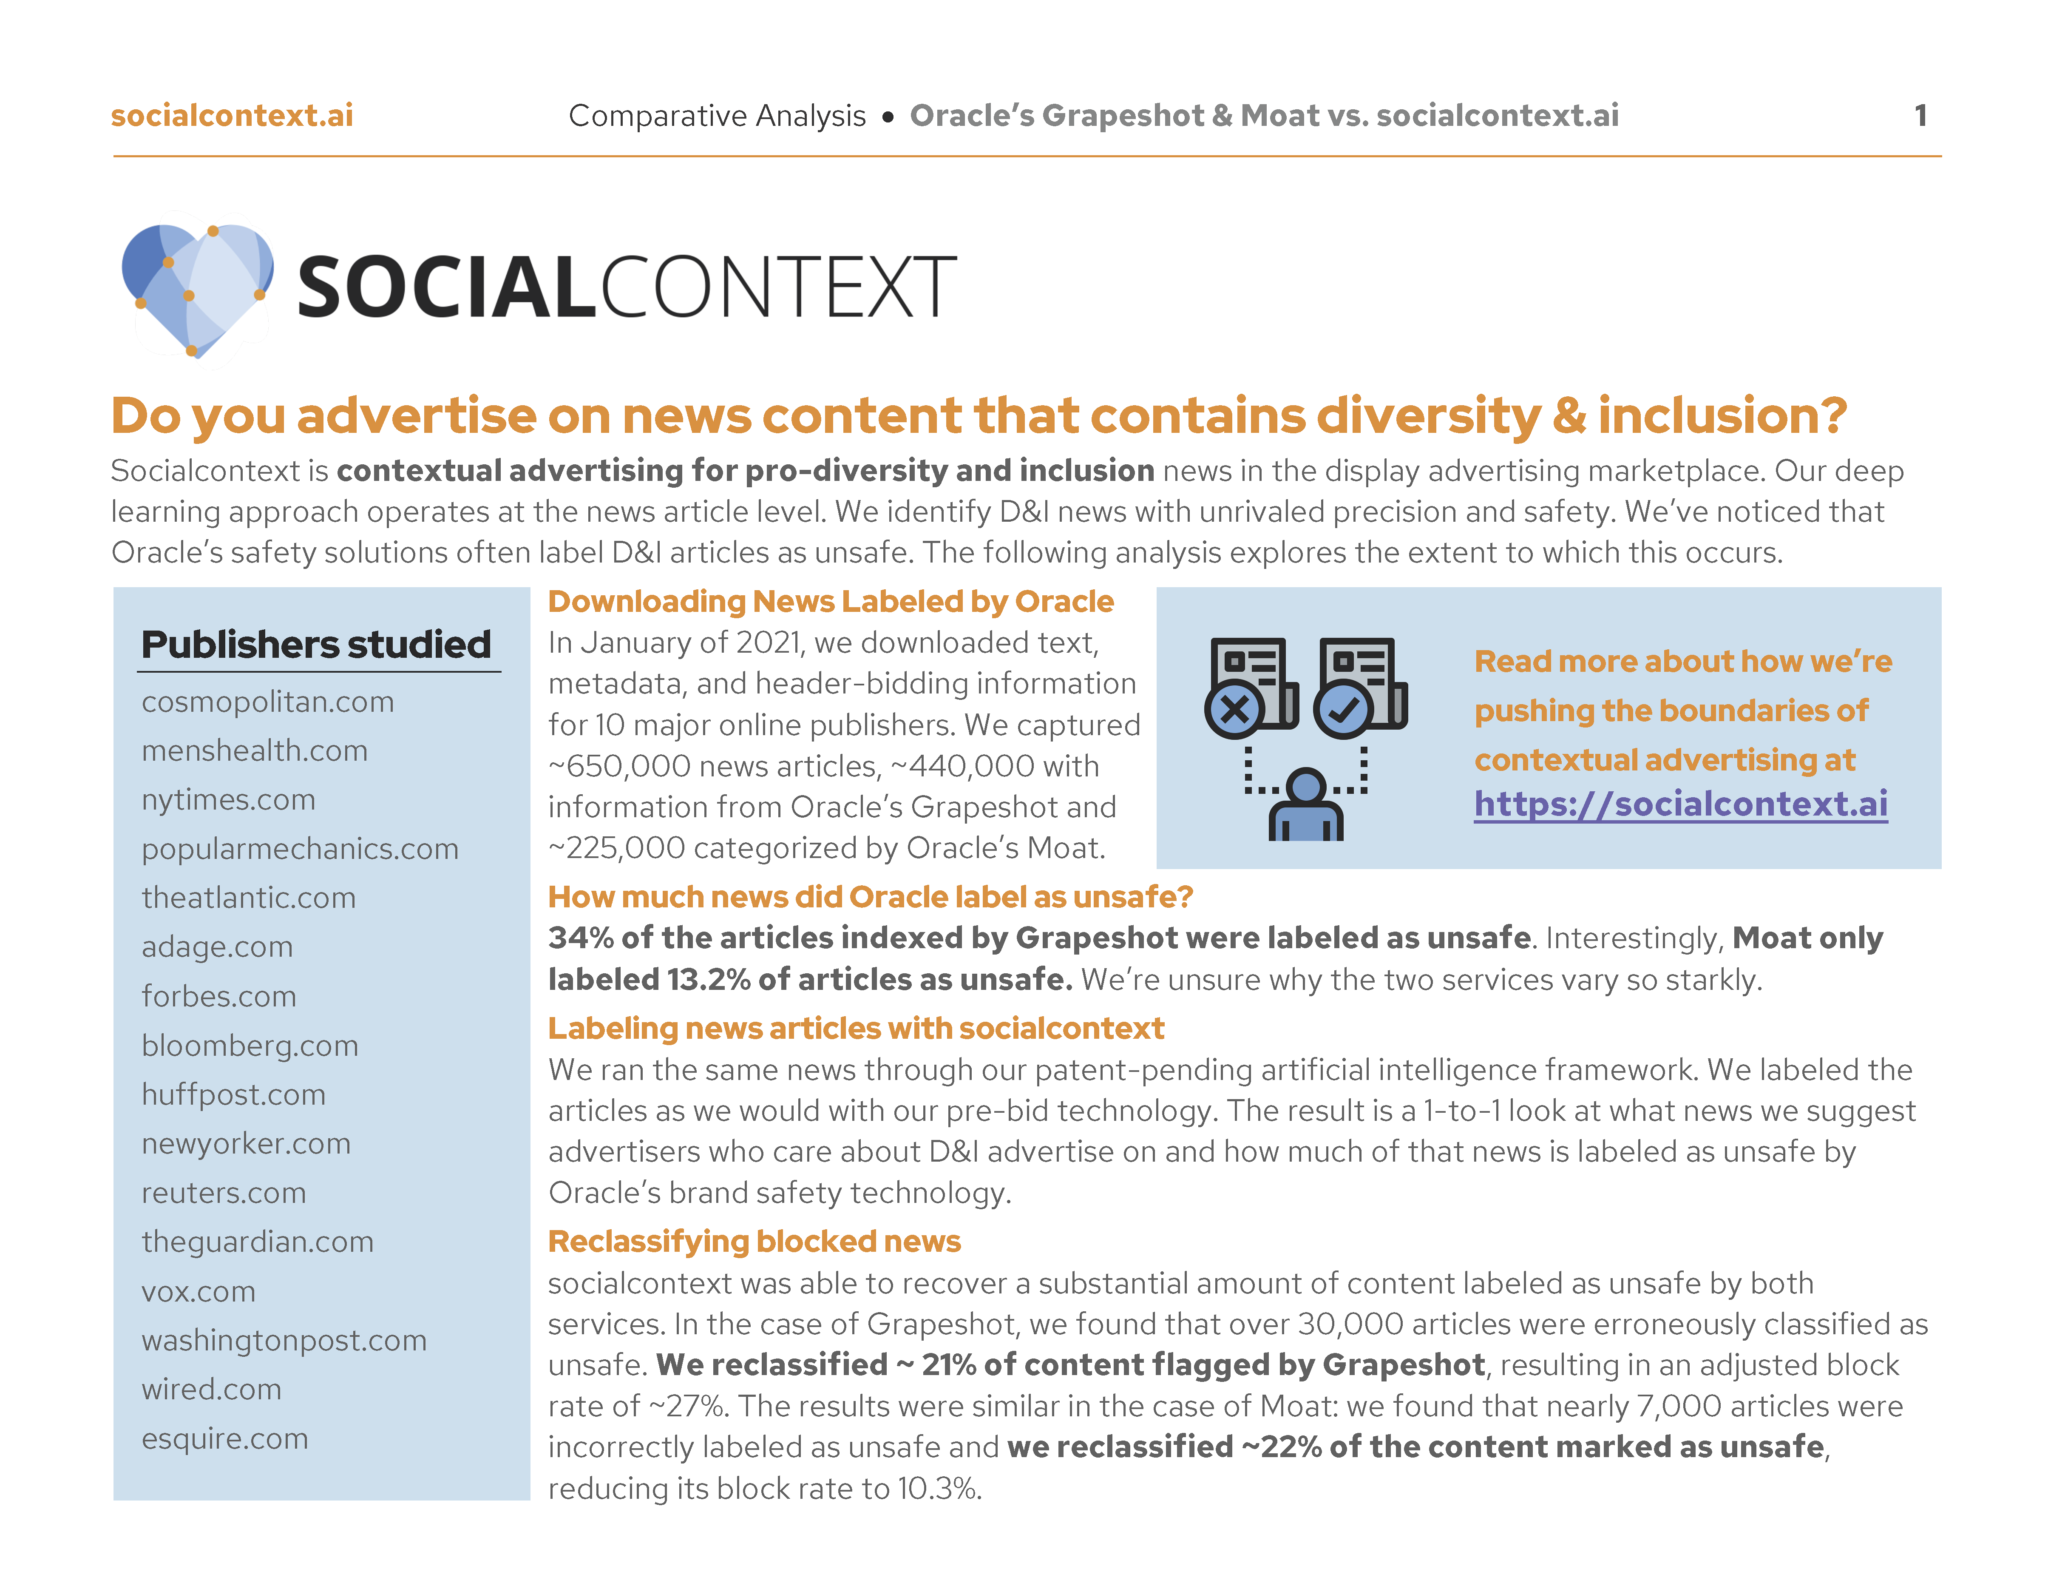 socialcontext.ai
Comparative Analysis • Oracle’s Grapeshot & Moat vs. socialcontext.ai
1
SOCIALCONTEXT
Do you advertise on news content that contains diversity & inclusion?
Socialcontext is contextual advertising for pro-diversity and inclusion news in the display advertising marketplace. Our deep
learning approach operates at the news article level. We identify D&I news with unrivaled precision and safety. We’ve noticed that
Oracle’s safety solutions often label D&I articles as unsafe. The following analysis explores the extent to which this occurs.
Publishers studied
cosmopolitan.com
menshealth.com
nytimes.com
popularmechanics.com
theatlantic.com
adage.com
forbes.com
bloomberg.com
huffpost.com
newyorker.com
reuters.com
theguardian.com
vox.com
washingtonpost.com
wired.com
esquire.com
Downloading News Labeled by Oracle
In January of 2021, we downloaded text,
metadata, and header-bidding information
for 10 major online publishers. We captured
~650,000 news articles, ~440,000 with
information from Oracle’s Grapeshot and
~225,000 categorized by Oracle’s Moat.
Read more about how we’re
pushing the boundaries of
contextual advertising at
https://socialcontext.ai
How much news did Oracle label as unsafe?
34% of the articles indexed by Grapeshot were labeled as unsafe. Interestingly, Moat only
labeled 13.2% of articles as unsafe. We’re unsure why the two services vary so starkly.
Labeling news articles with socialcontext
We ran the same news through our patent-pending artificial intelligence framework. We labeled the
articles as we would with our pre-bid technology. The result is a 1-to-1 look at what news we suggest
advertisers who care about D&I advertise on and how much of that news is labeled as unsafe by
Oracle’s brand safety technology.
Reclassifying blocked news
socialcontext was able to recover a substantial amount of content labeled as unsafe by both
services. In the case of Grapeshot, we found that over 30,000 articles were erroneously classified as
unsafe. We reclassified ~ 21% of content flagged by Grapeshot, resulting in an adjusted block
rate of ~27%. The results were similar in the case of Moat: we found that nearly 7,000 articles were
incorrectly labeled as unsafe and we reclassified ~22% of the content marked as unsafe,
reducing its block rate to 10.3%.